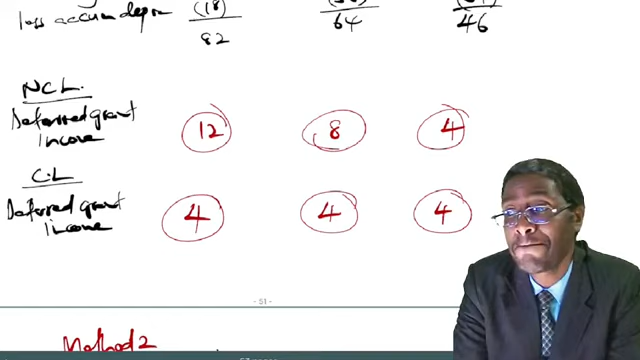 (18)
less accum depn
82 64 46
NCL
Deferred grant
income
12 8 4
CL
Deferred grant
income
4 4 4
- 51 -
Method 2